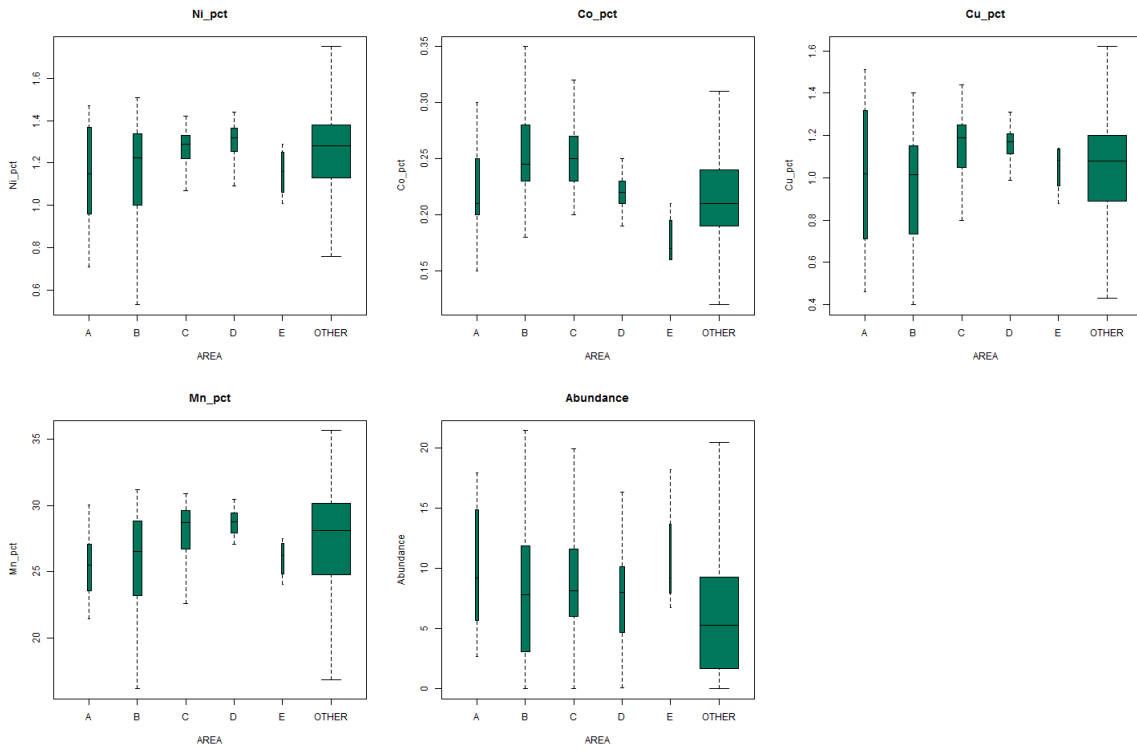 Ni_pct
Ni_pct
0.6 0.8 1.0 1.2 1.4 1.6
A B C D E OTHER
AREA
Co_pct
Co_pct
0.15 0.20 0.25 0.30 0.35
A B C D E OTHER
AREA
Cu_pct
Cu_pct
0.4 0.6 0.8 1.0 1.2 1.4 1.6
A B C D E OTHER
AREA
Mn_pct
Mn_pct
20 25 30 35
A B C D E OTHER
AREA
Abundance
Abundance
0 5 10 15 20
A B C D E OTHER
AREA